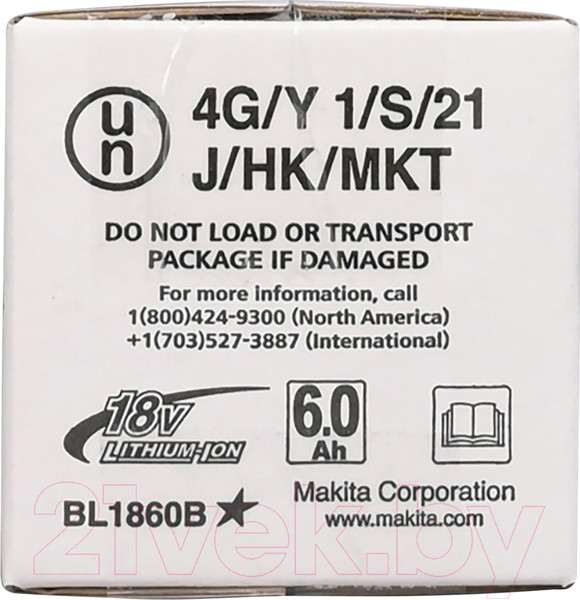 un 4G/Y 1/S/21
J/HK/MKT
DO NOT LOAD OR TRANSPORT
PACKAGE IF DAMAGED
For more information, call
1(800)424-9300 (North America)
+1(703)527-3887 (International)
18V
LITHIUM-ION
6.0
Ah
BL1860B ★
Makita Corporation
www.makita.com
21vek.by